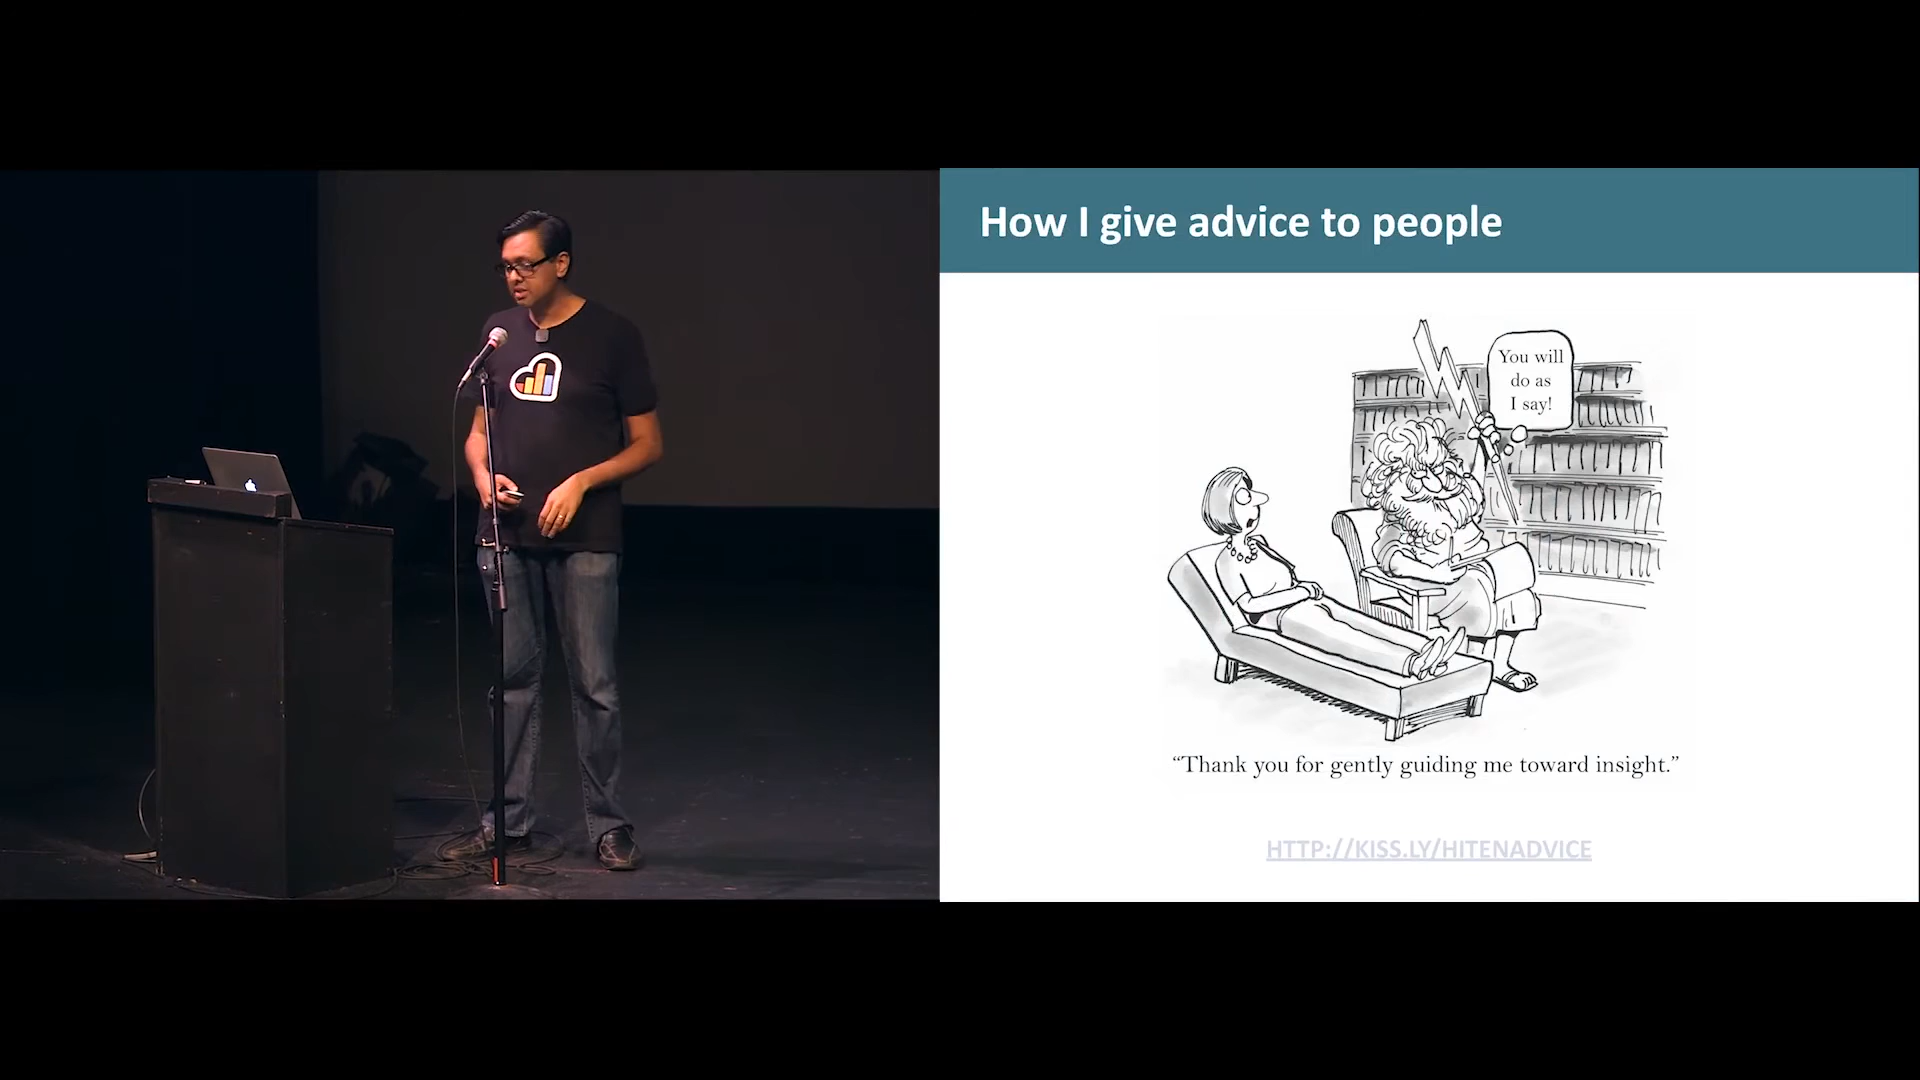 How I give advice to people
You will
do as
I say!
“Thank you for gently guiding me toward insight.”
HTTP://KISS.LY/HITENADVICE